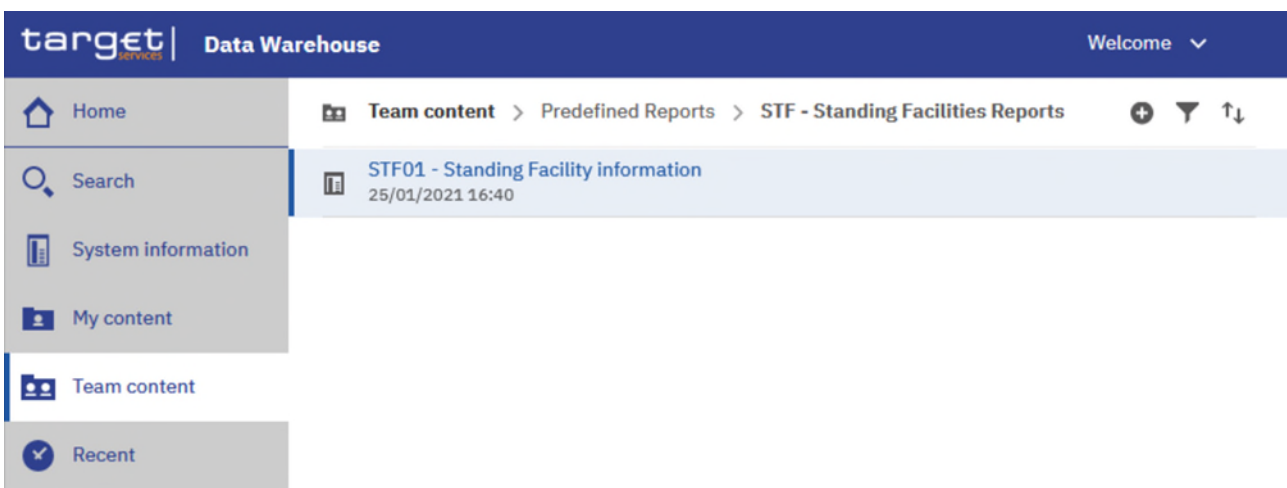 target services | Data Warehouse Welcome
Home
Team content > Predefined Reports > STF - Standing Facilities Reports
Search
STF01 - Standing Facility information
25/01/2021 16:40
System information
My content
Team content
Recent